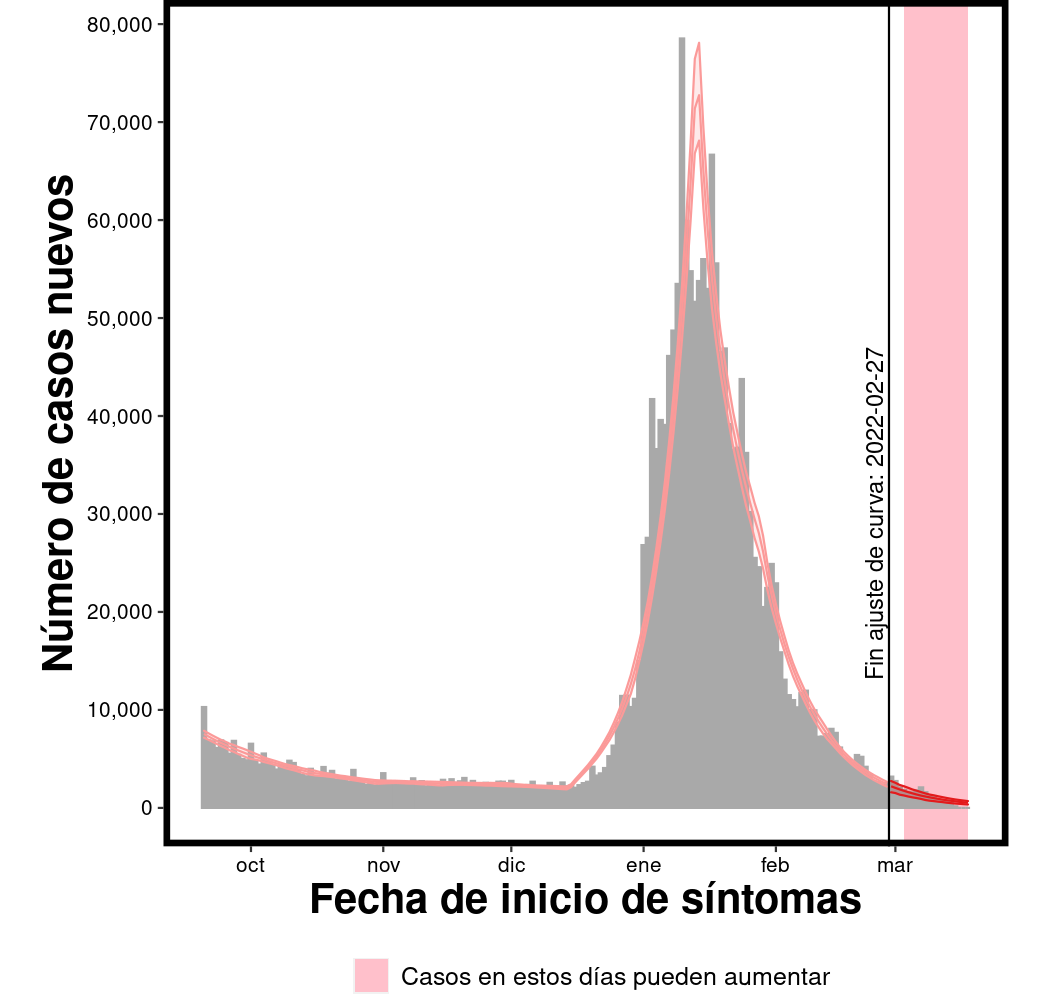 Número de casos nuevos
80,000
70,000
60,000
50,000
40,000
30,000
20,000
10,000
0
Fin ajuste de curva: 2022-02-27
oct nov dic ene feb mar
Fecha de inicio de síntomas
Casos en estos días pueden aumentar